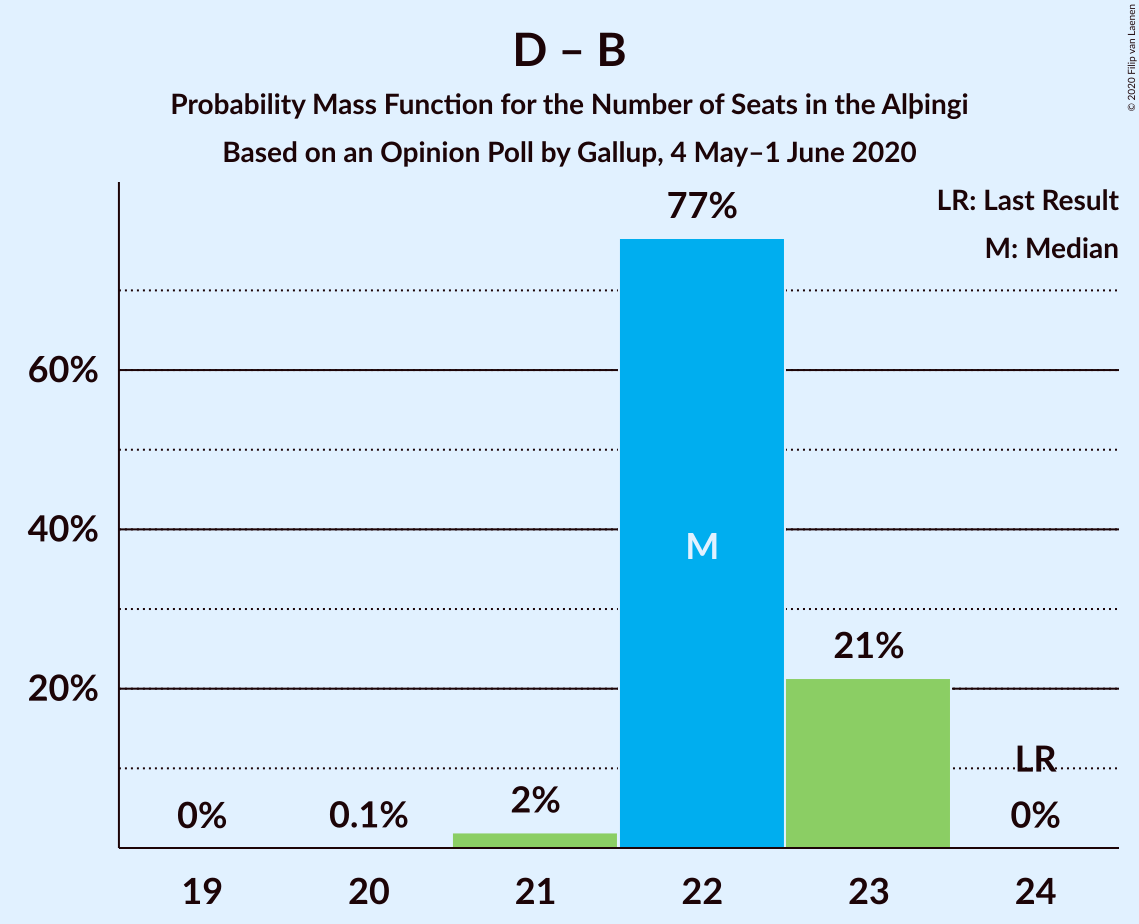 D – B
Probability Mass Function for the Number of Seats in the Alþingi
Based on an Opinion Poll by Gallup, 4 May–1 June 2020
© 2020 Filip van Laenen
LR: Last Result
M: Median
77%
60%
40%
M
21%
20%
LR
0%
0.1%
2%
0%
19
20
21
22
23
24